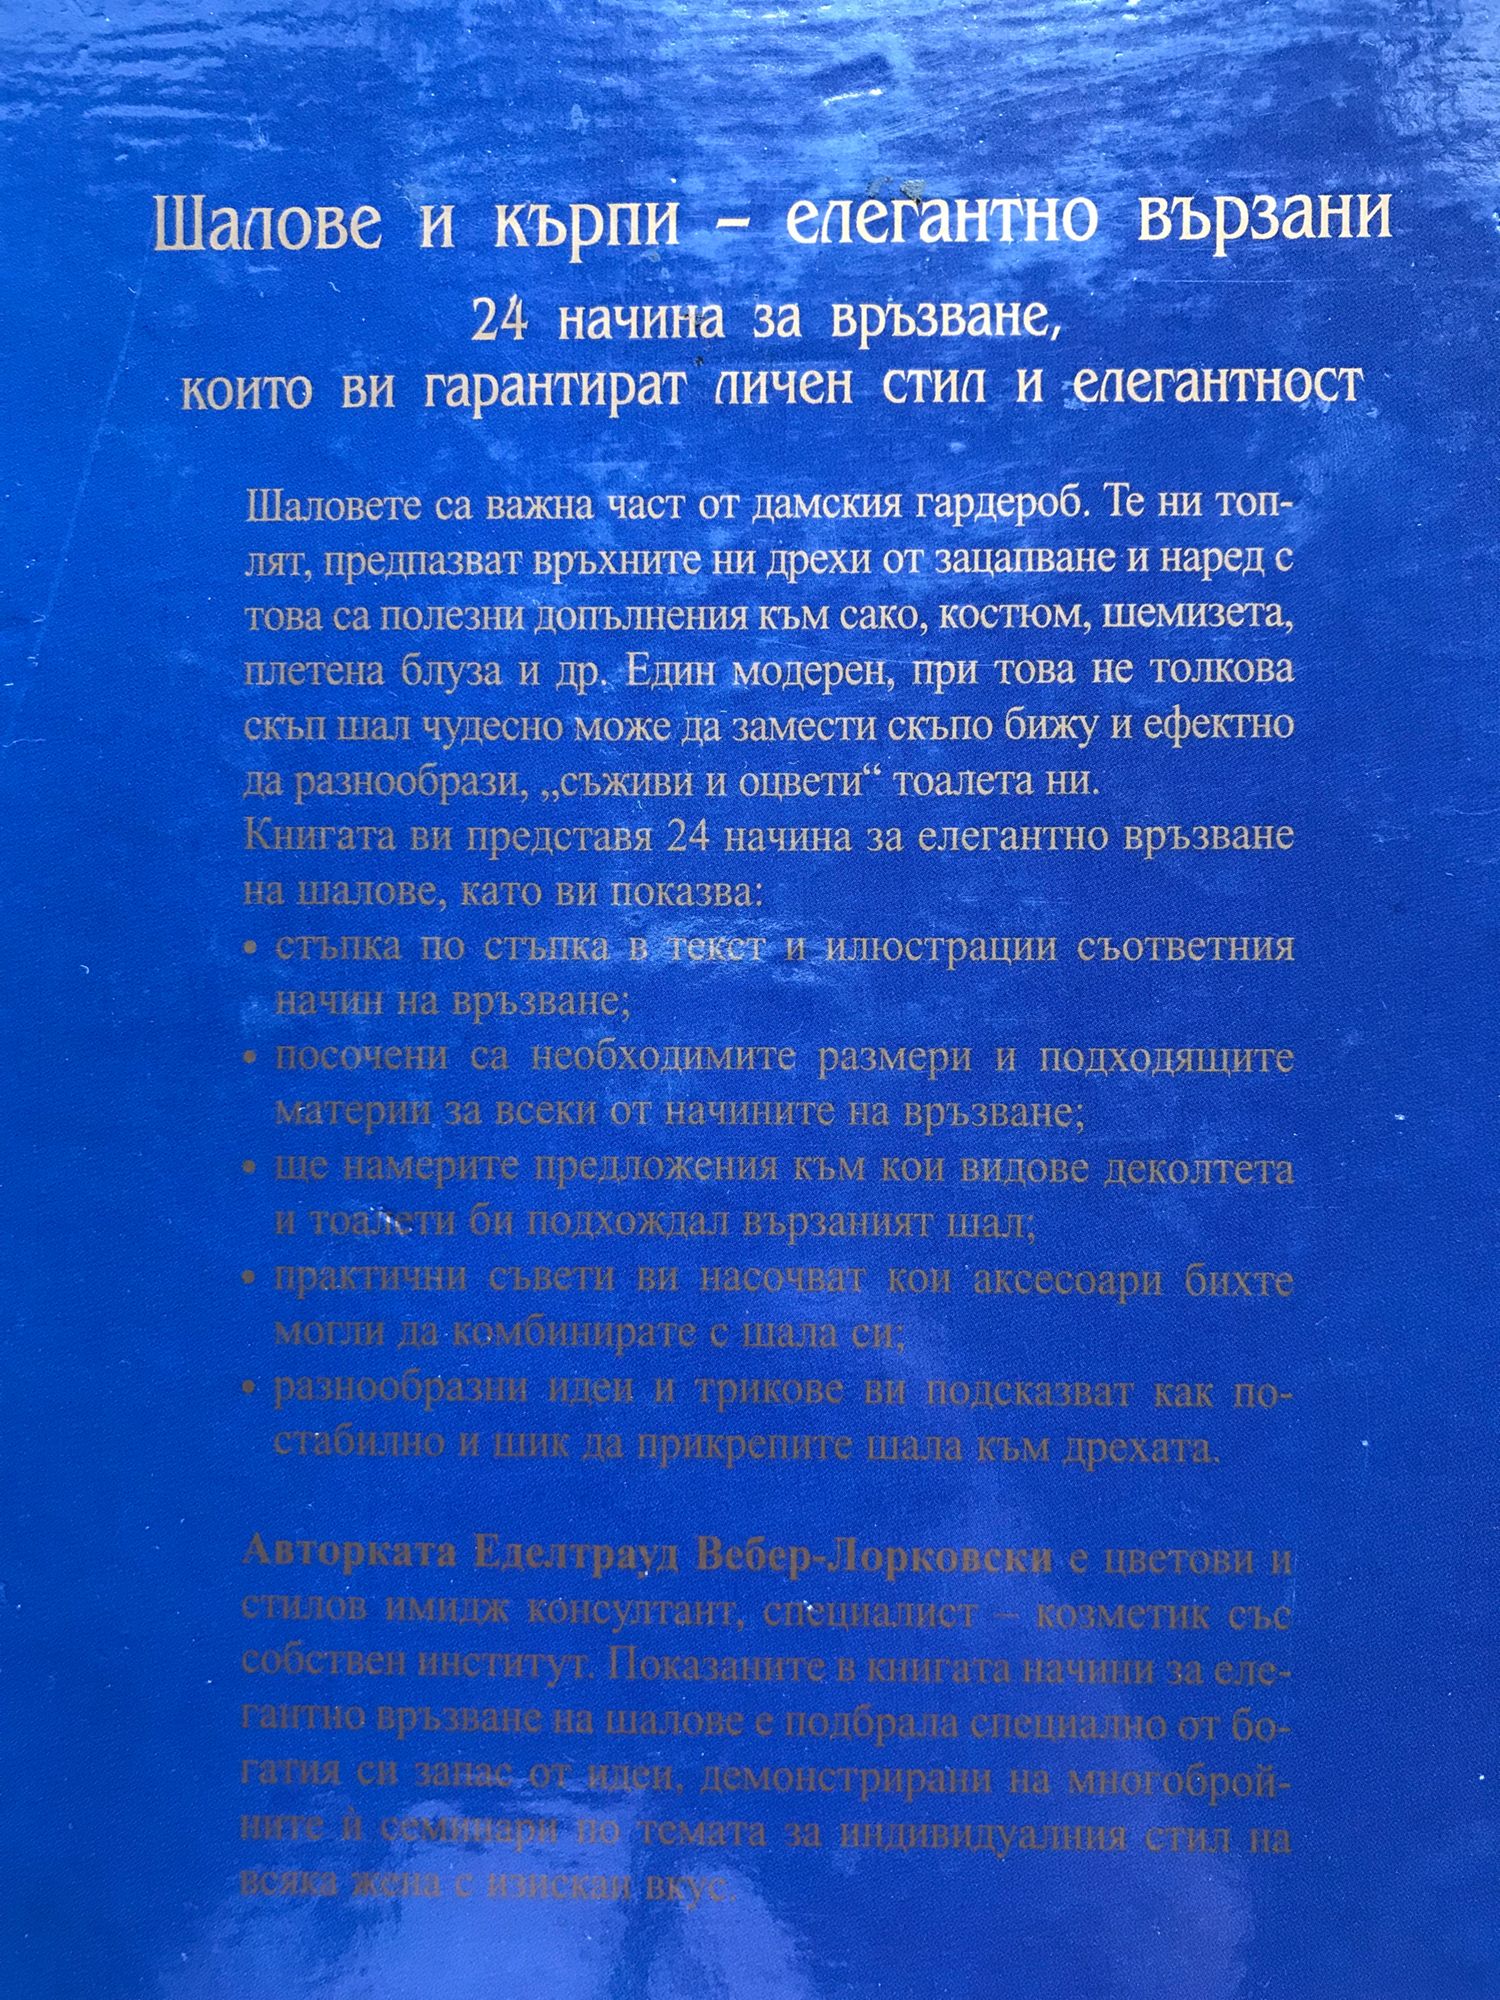 Шалове и кърпи – елегантно вързани
24 начина за връзване,
които ви гарантират личен стил и елегантност
Шаловете са важна част от дамския гардероб. Те ни топ-
лят, предпазват връхните ни дрехи от зацапване и наред с
това са полезни допълнения към сако, костюм, шемизета,
плетена блуза и др. Един модерен, при това не толкова
скъп шал чудесно може да замести скъпо бижу и ефектно
да разнообрази, „съживи и оцвети“ тоалета ни.
Книгата ви представя 24 начина за елегантно връзване
на шалове, като ви показва:
• стъпка по стъпка в текст и илюстрации съответния
начин на връзване;
• посочени са необходимите размери и подходящите
материи за всеки от начините на връзване;
• ще намерите предложения към кои видове деколтета
и тоалети би подхождал вързаният шал;
• практични съвети ви насочват кои аксесоари бихте
могли да комбинирате с шала си;
• разнообразни идеи и трикове ви подсказват как по-
стабилно и шик да прикрепите шала към дрехата.
Авторката Еделтрауд Вебер-Лорковски е цветови и
стилов имидж консултант, специалист – козметик със
собствен институт. Показаните в книгата начини за еле-
гантно връзване на шалове е подбрала специално от бо-
гатия си запас от идеи, демонстрирани на многоброй-
ните ѝ семинари по темата за индивидуалния стил на
всяка жена с изискан вкус.